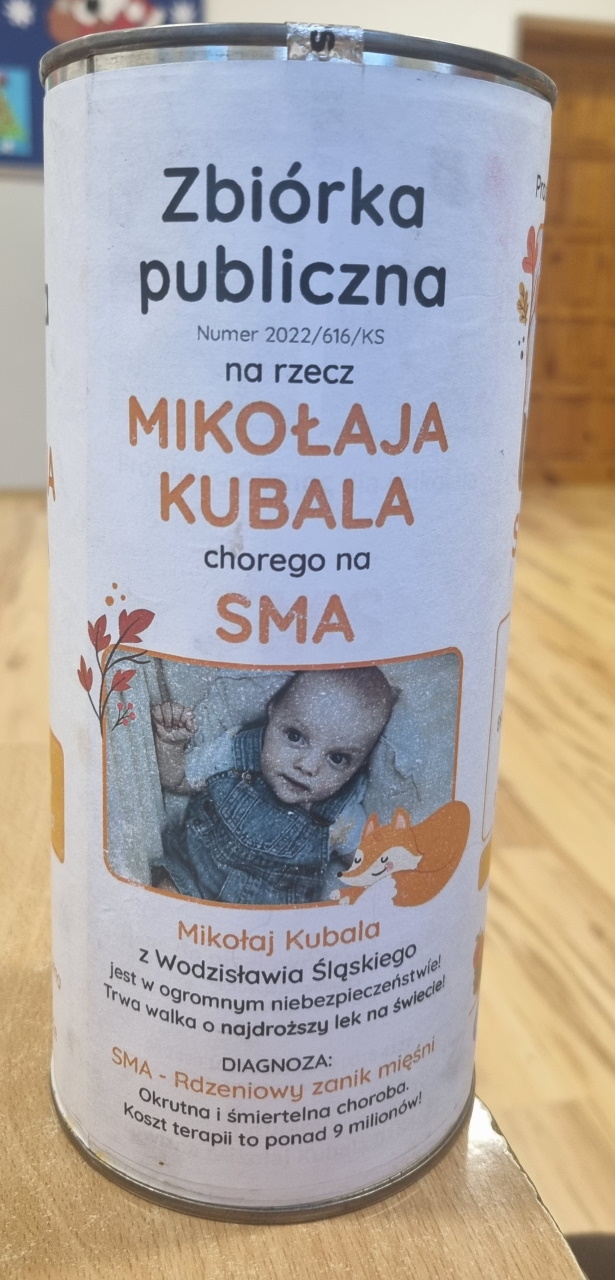 S
Zbiórka
publiczna
Numer 2022/616/KS
na rzecz
MIKOŁAJA
KUBALA
chorego na
SMA
Mikołaj Kubala
z Wodzisławia Śląskiego
jest w ogromnym niebezpieczeństwie!
Trwa walka o najdroższy lek na świecie!
DIAGNOZA:
SMA - Rdzeniowy zanik mięśni
Okrutna i śmiertelna choroba.
Koszt terapii to ponad 9 milionów!